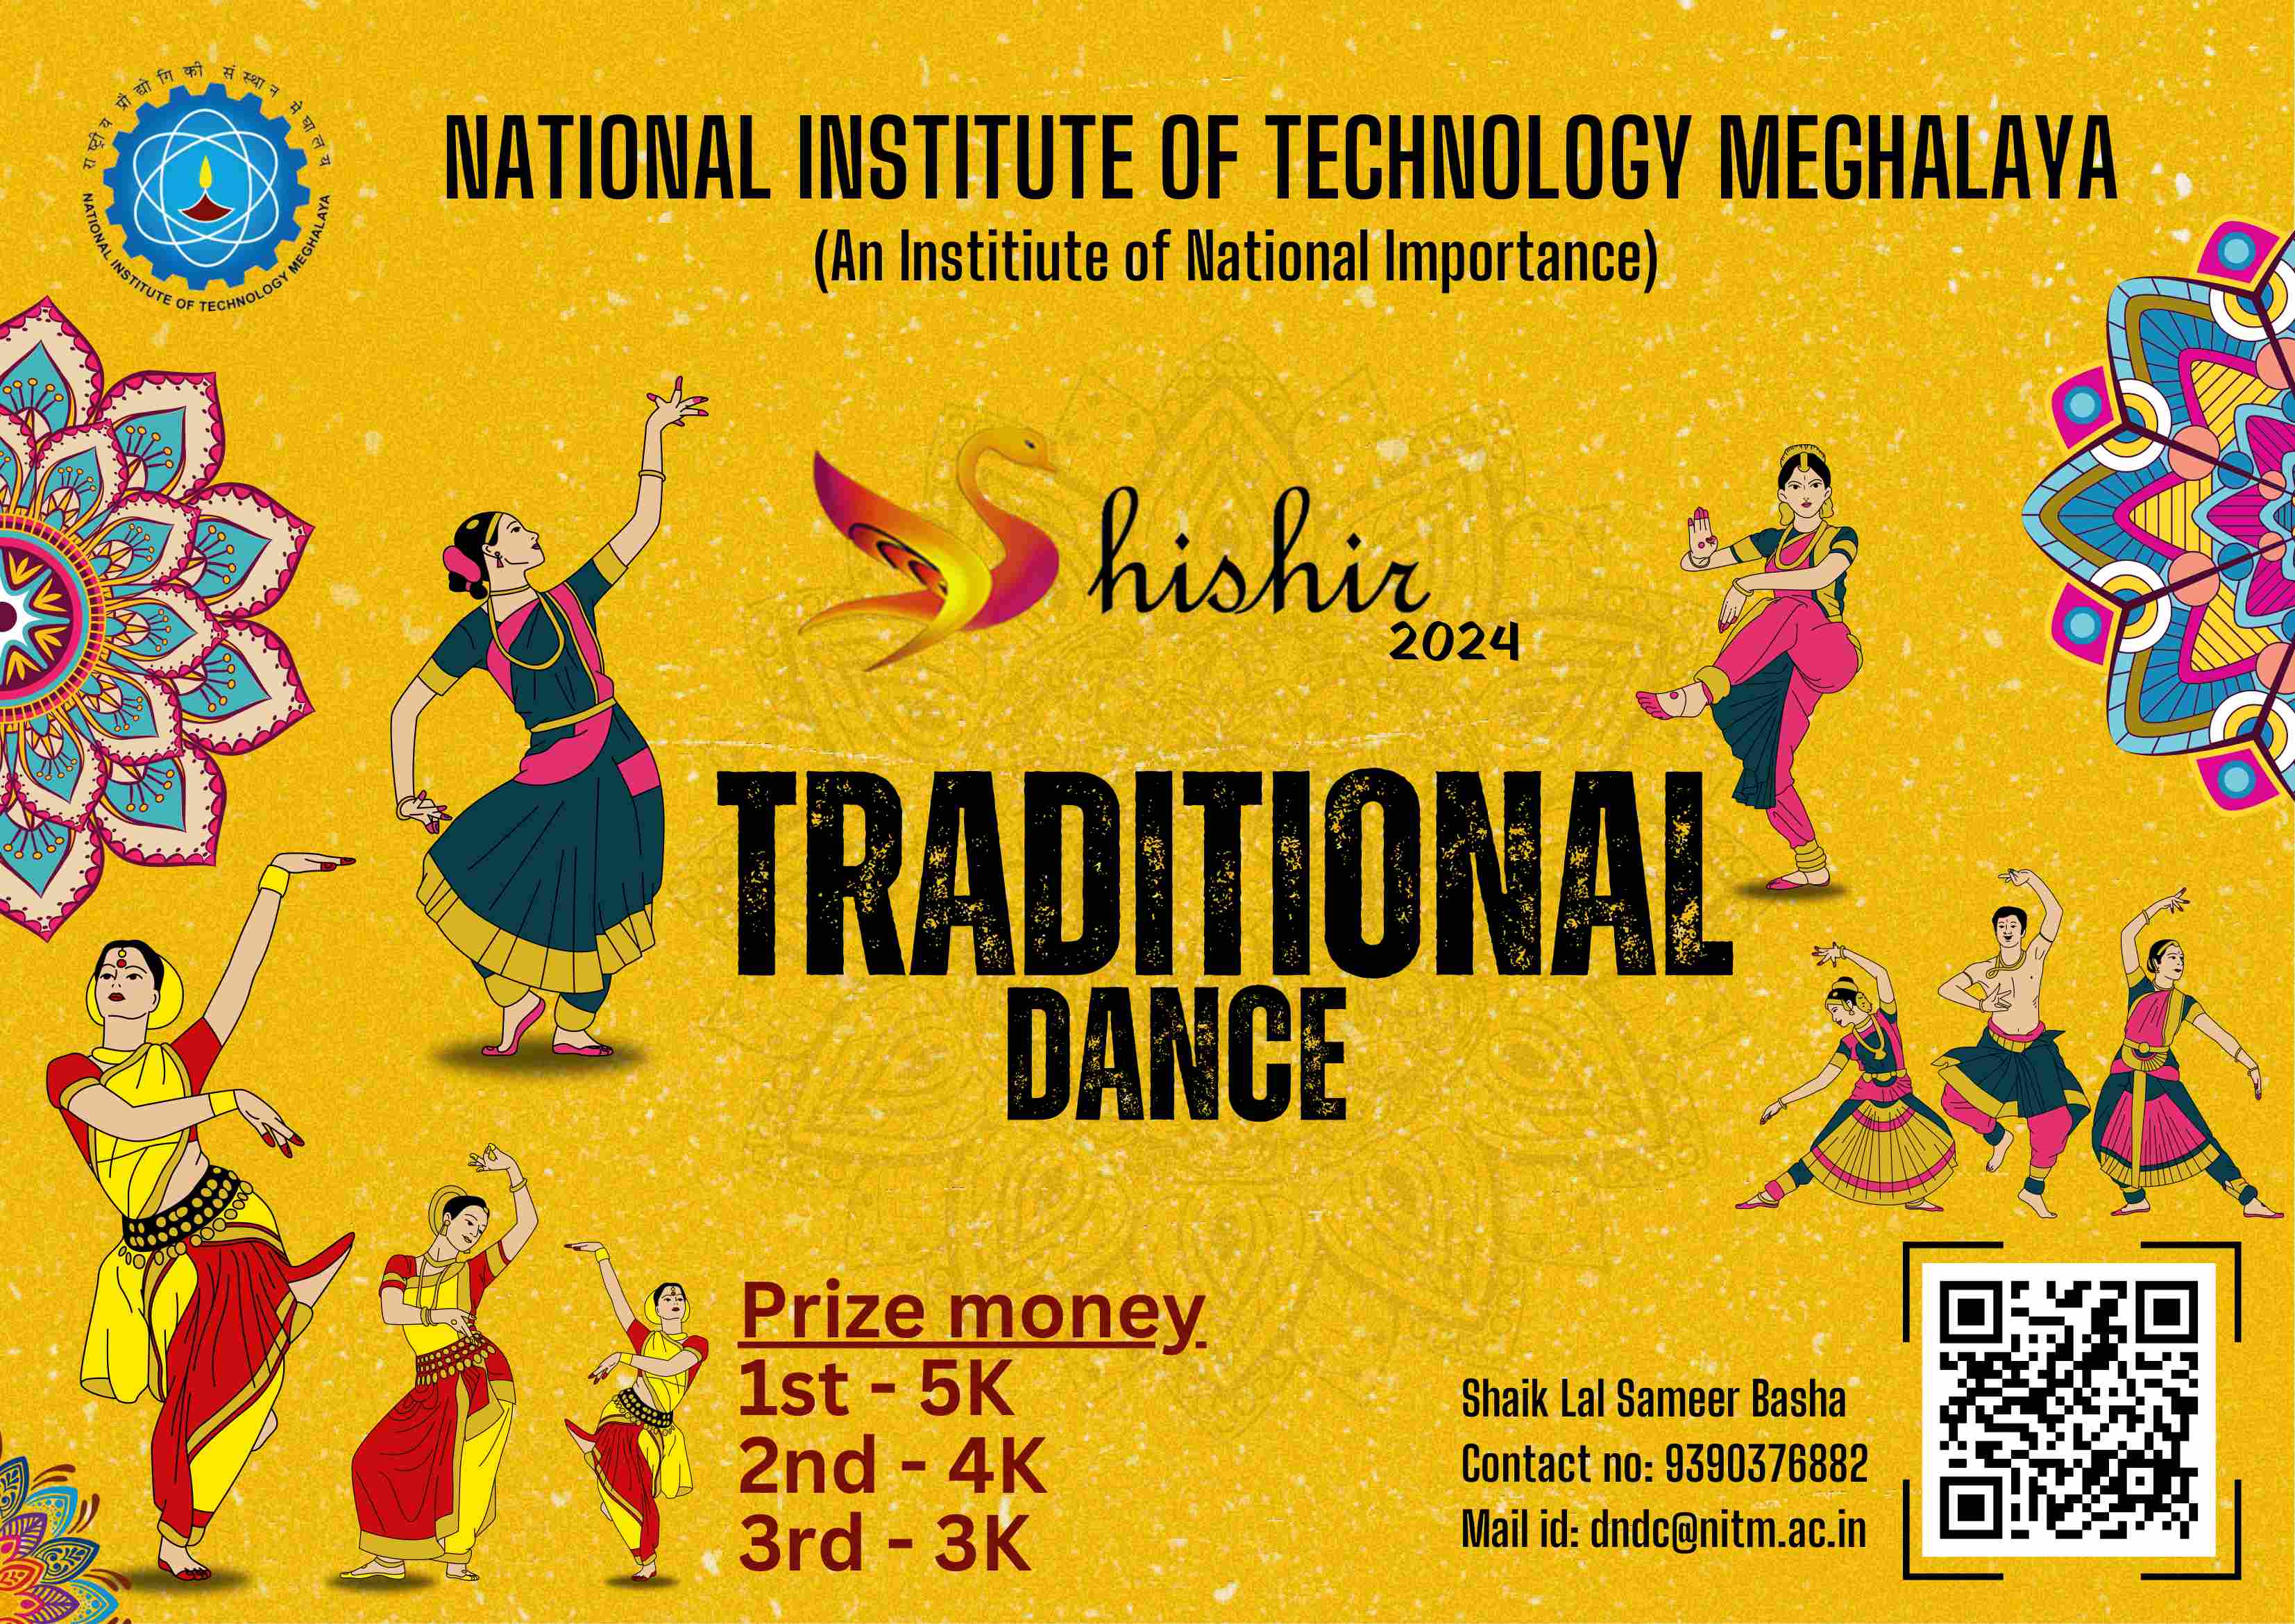 राष्ट्रीय प्रौद्योगिकी संस्थान मेघालय
NATIONAL INSTITUTE OF TECHNOLOGY MEGHALAYA
NATIONAL INSTITUTE OF TECHNOLOGY MEGHALAYA
(An Institiute of National Importance)
Shishir
2024
TRADITIONAL
DANCE
Prize money
1st - 5K
2nd - 4K
3rd - 3K
Shaik Lal Sameer Basha
Contact no: 9390376882
Mail id: dndc@nitm.ac.in